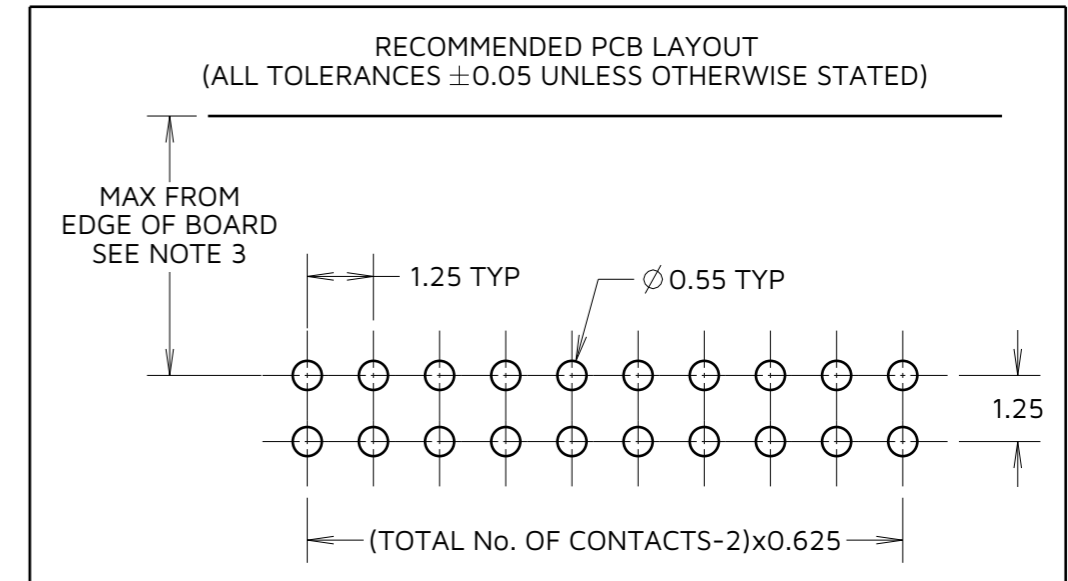 RECOMMENDED PCB LAYOUT
(ALL TOLERANCES ±0.05 UNLESS OTHERWISE STATED)
MAX FROM
EDGE OF BOARD
SEE NOTE 3
1.25 TYP
∅0.55 TYP
1.25
(TOTAL No. OF CONTACTS-2)x0.625